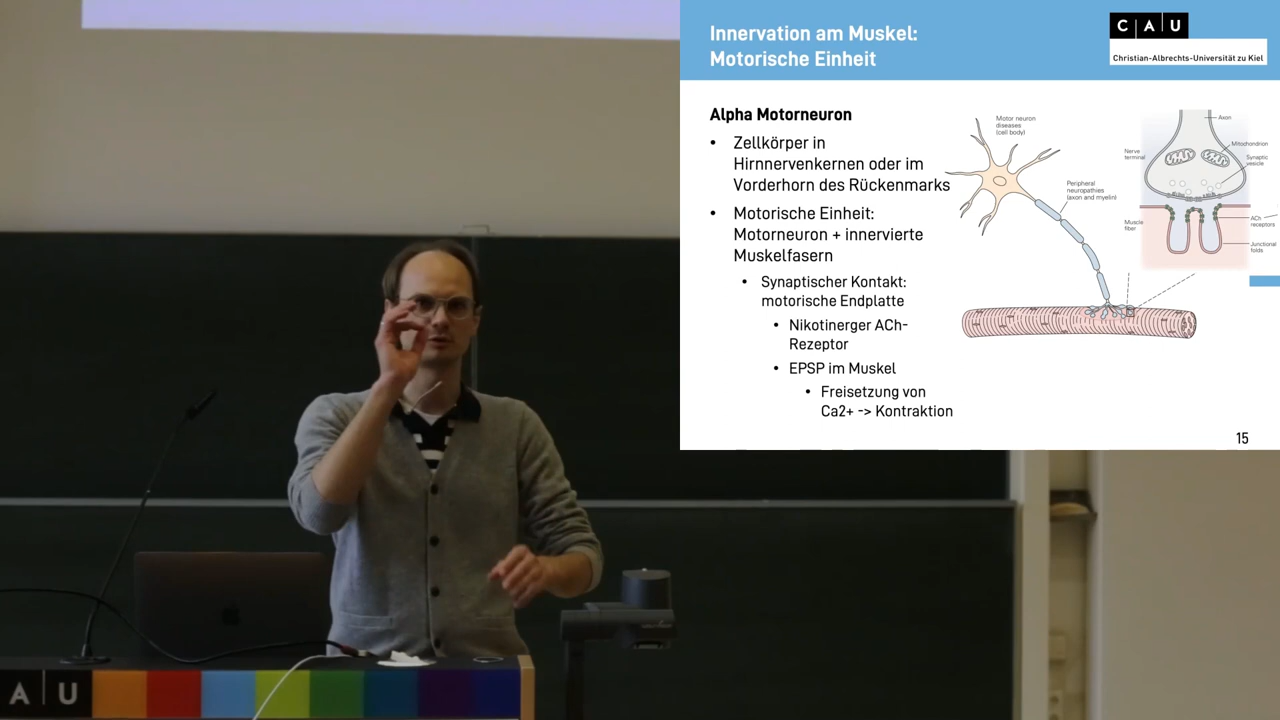 Innervation am Muskel:
Motorische Einheit
C A U
Christian-Albrechts-Universität zu Kiel
Alpha Motorneuron
• Zellkörper in
Hirnnervenkernen oder im
Vorderhorn des Rückenmarks
• Motorische Einheit:
Motorneuron + innervierte
Muskelfasern
• Synaptischer Kontakt:
motorische Endplatte
• Nikotinerger ACh-
Rezeptor
• EPSP im Muskel
• Freisetzung von
Ca2+ -> Kontraktion
Motor neuron
diseases
(cell body)
Peripheral
neuropathies
(axon and myelin)
Axon
Nerve
terminal
Mitochondrion
Synaptic
vesicle
Muscle
fiber
ACh
receptors
Junctional
folds
15
A U